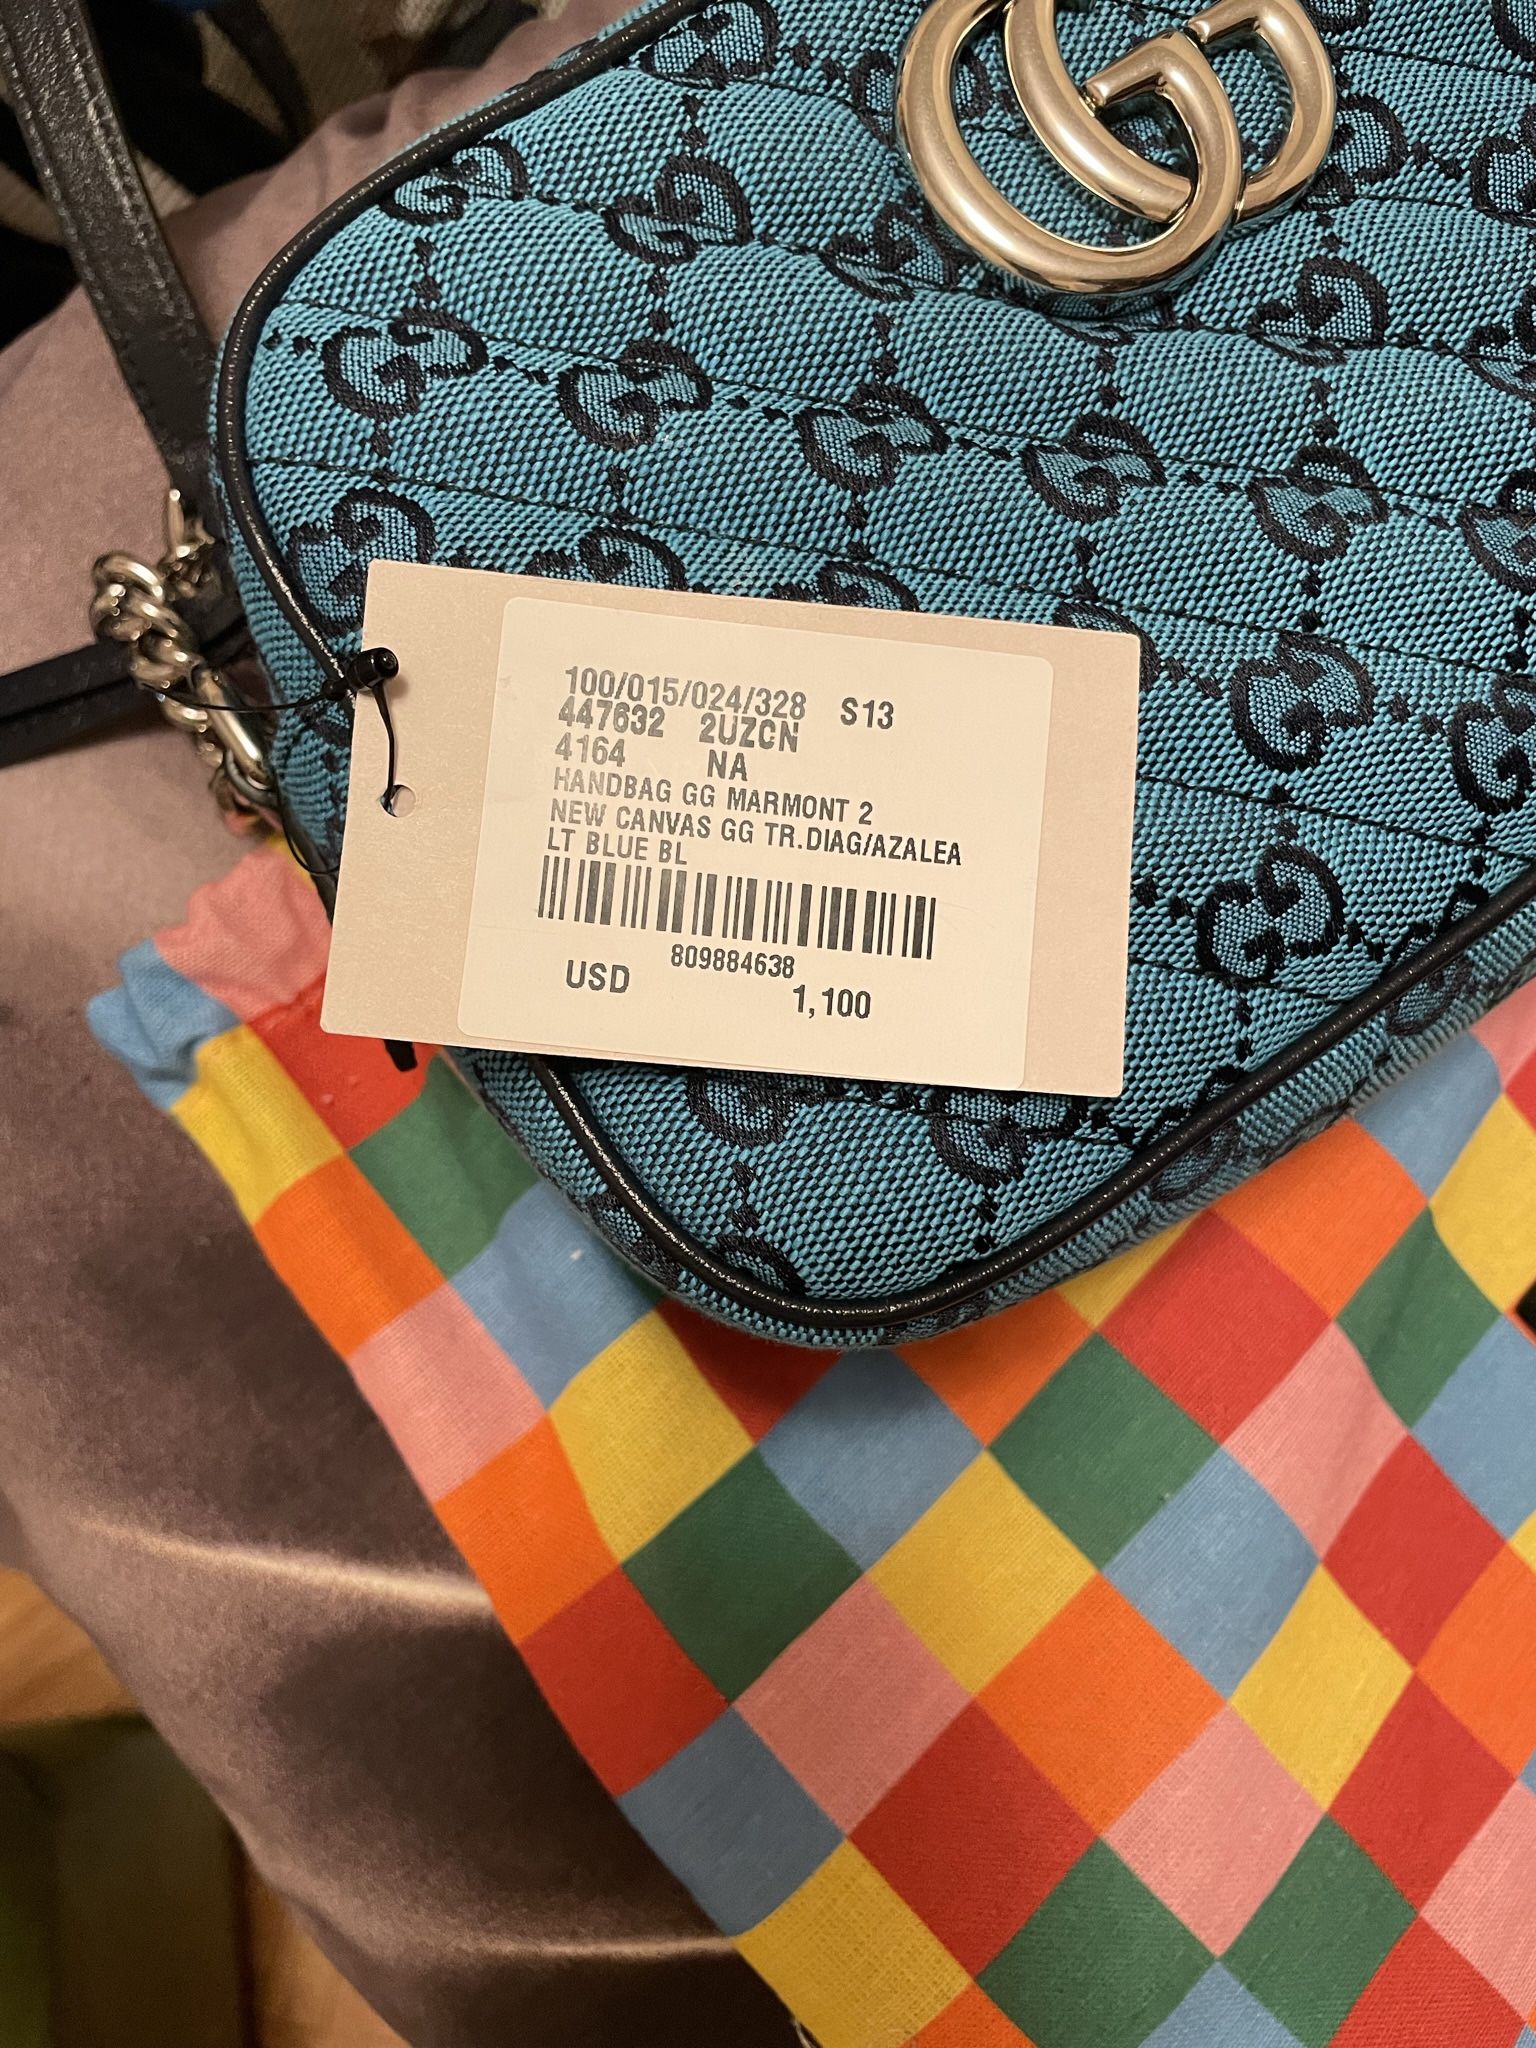 100/015/024/328 S13
447632 2UZCN
4164 NA
HANDBAG GG MARMONT 2
NEW CANVAS GG TR.DIAG/AZALEA
LT BLUE BL
809884638
USD 1,100